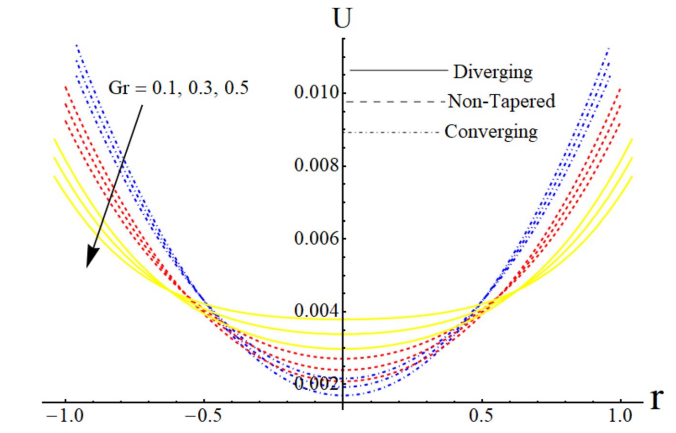 U
Gr = 0.1, 0.3, 0.5
Diverging
Non-Tapered
Converging
0.010
0.008
0.006
0.004
0.002
−1.0 −0.5 0.5 1.0 r